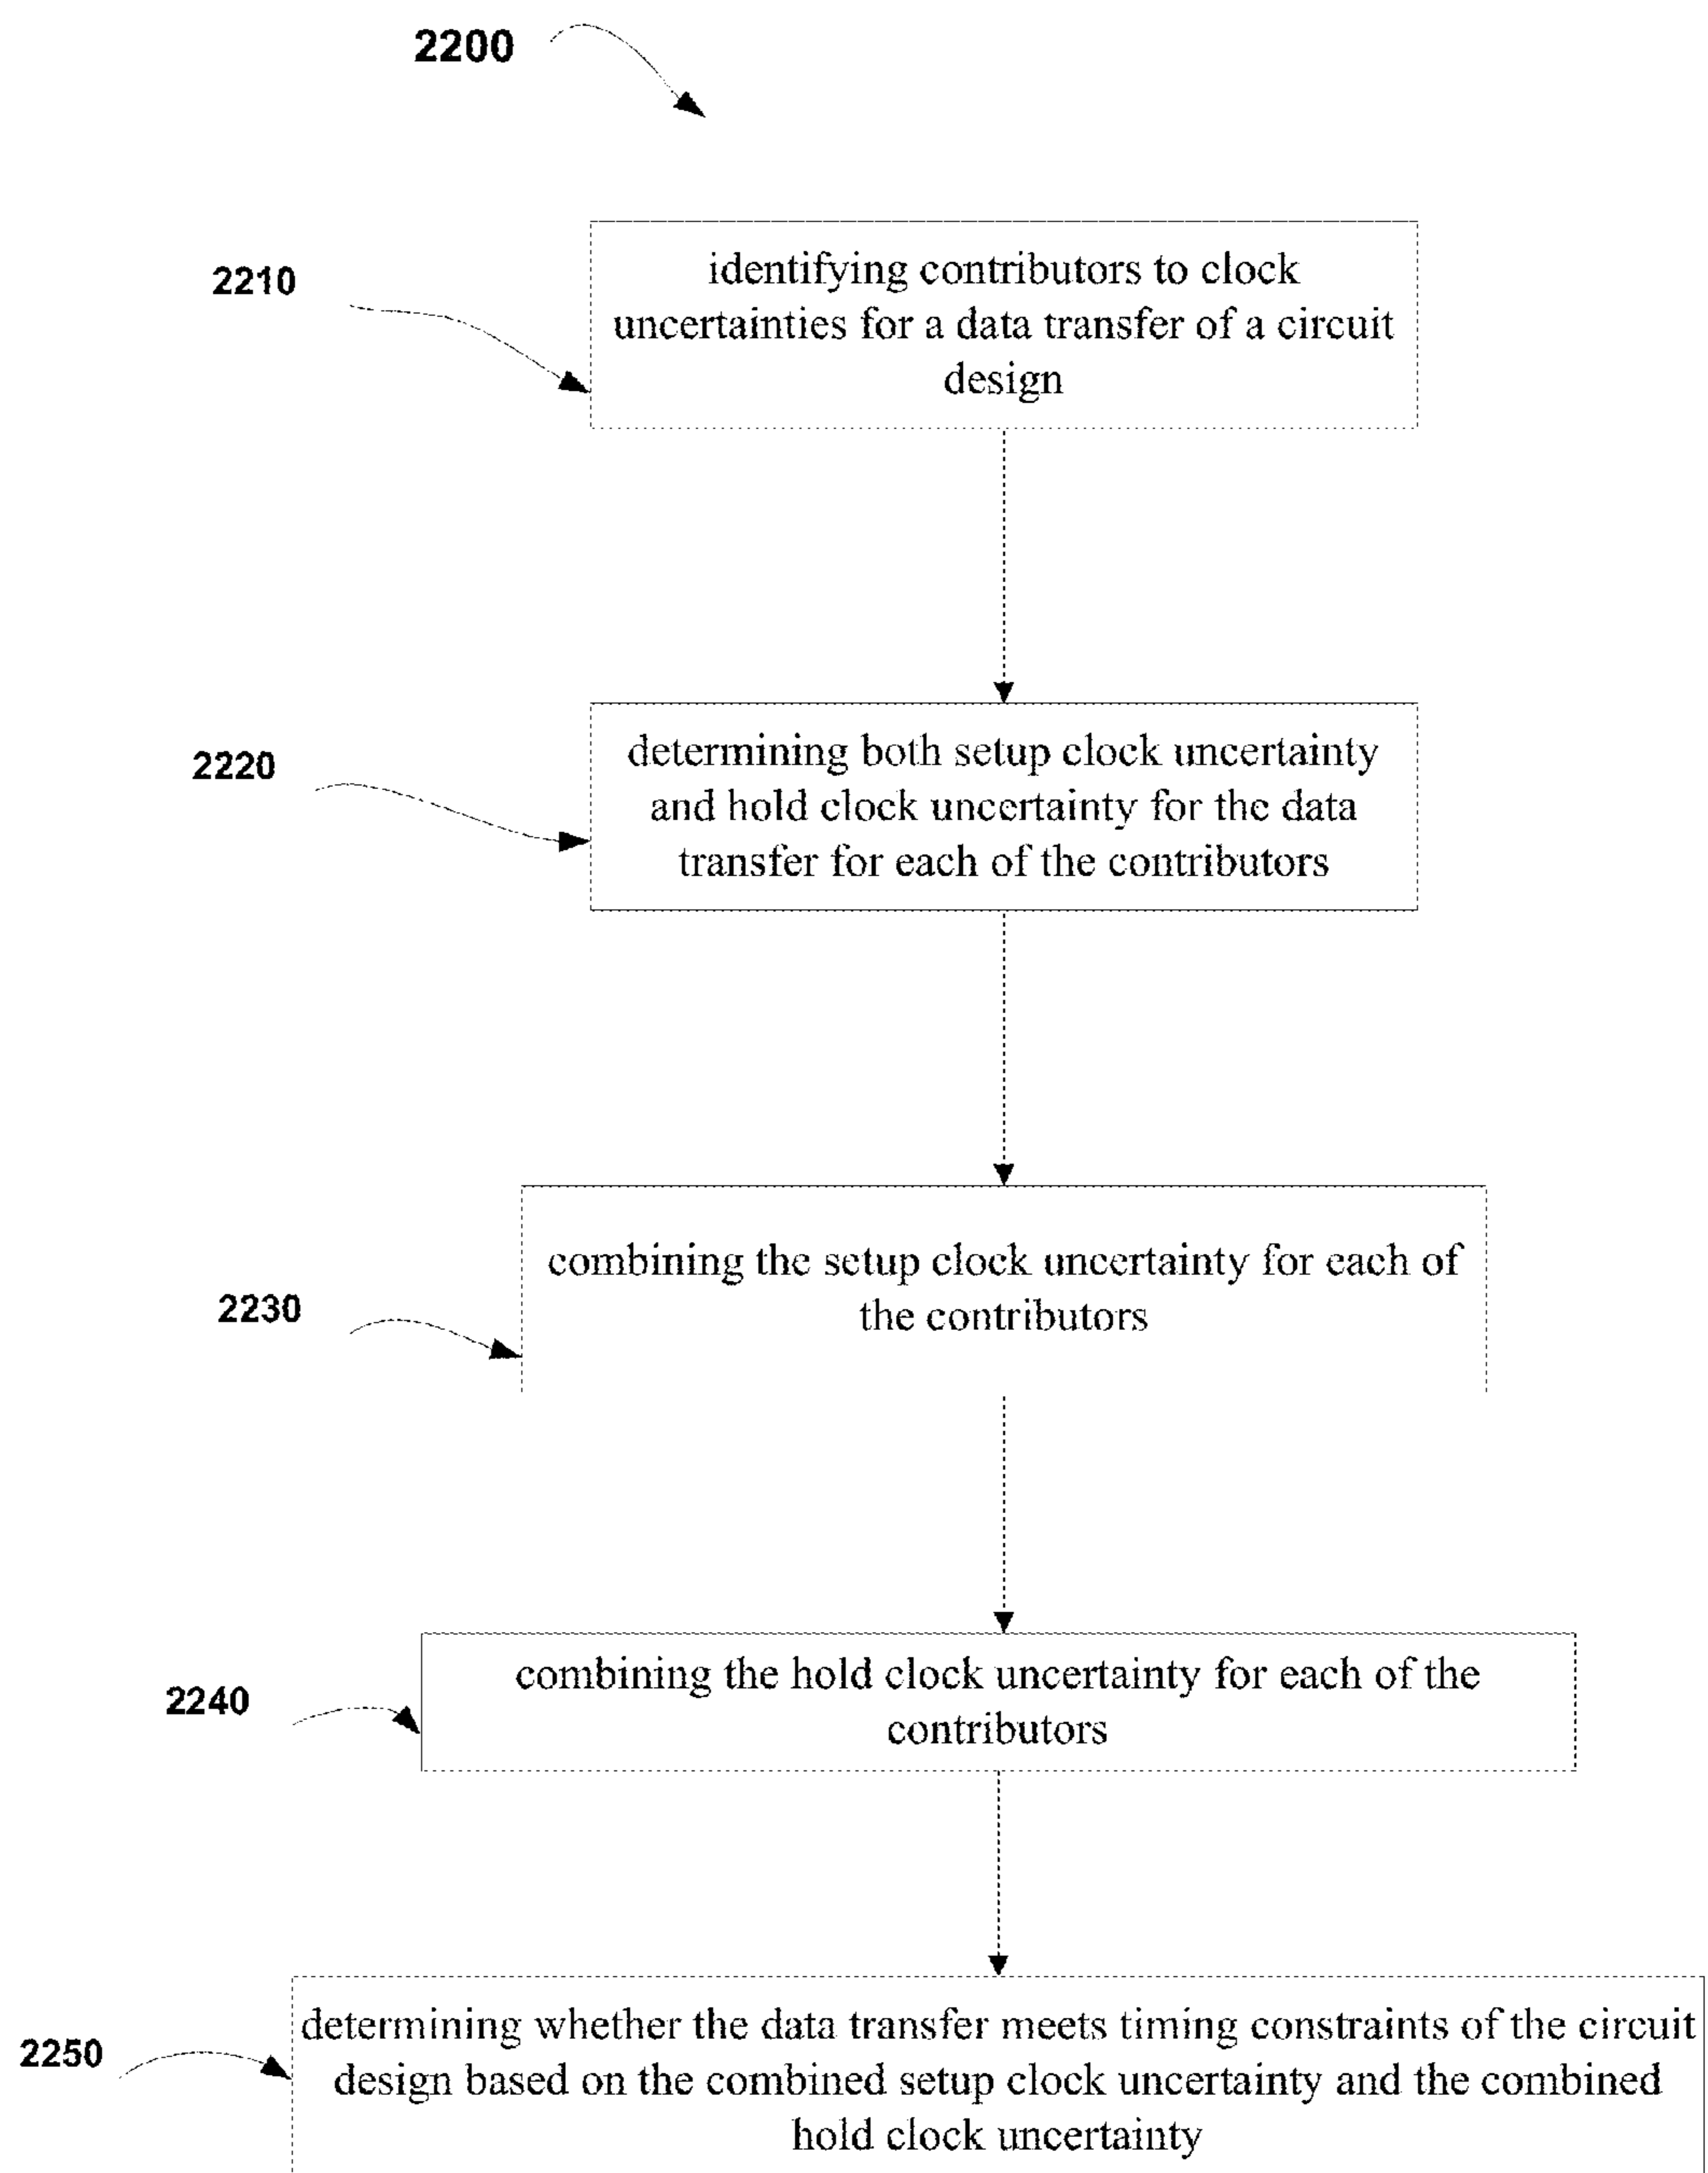 2200
2210
identifying contributors to clock
uncertainties for a data transfer of a circuit
design
2220
determining both setup clock uncertainty
and hold clock uncertainty for the data
transfer for each of the contributors
2230
combining the setup clock uncertainty for each of
the contributors
2240
combining the hold clock uncertainty for each of the
contributors
2250
determining whether the data transfer meets timing constraints of the circuit
design based on the combined setup clock uncertainty and the combined
hold clock uncertainty